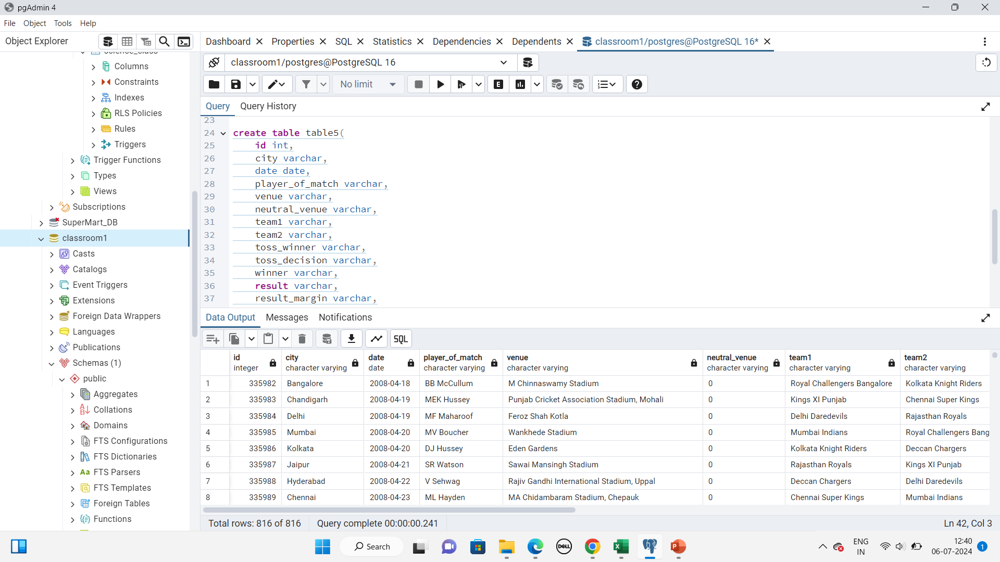 pgAdmin 4
File Object Tools Help
Object Explorer
Dashboard Properties SQL Statistics Dependencies Dependents classroom1/postgres@PostgreSQL 16*
science_class
Columns
Constraints
Indexes
RLS Policies
Rules
Triggers
Trigger Functions
Types
Views
Subscriptions
SuperMart_DB
classroom1
Casts
Catalogs
Event Triggers
Extensions
Foreign Data Wrappers
Languages
Publications
Schemas (1)
public
Aggregates
Collations
Domains
FTS Configurations
FTS Dictionaries
Aa FTS Parsers
FTS Templates
Foreign Tables
Functions
classroom1/postgres@PostgreSQL 16
No limit
E
Query Query History
23
24 create table table5(
25 id int,
26 city varchar,
27 date date,
28 player_of_match varchar,
29 venue varchar,
30 neutral_venue varchar,
31 team1 varchar,
32 team2 varchar,
33 toss_winner varchar,
34 toss_decision varchar,
35 winner varchar,
36 result varchar,
37 result_margin varchar,
Data Output Messages Notifications
SQL
id city date player_of_match venue neutral_venue team1 team2
integer character varying date character varying character varying character varying character varying character varying
1 335982 Bangalore 2008-04-18 BB McCullum M Chinnaswamy Stadium 0 Royal Challengers Bangalore Kolkata Knight Riders
2 335983 Chandigarh 2008-04-19 MEK Hussey Punjab Cricket Association Stadium, Mohali 0 Kings XI Punjab Chennai Super Kings
3 335984 Delhi 2008-04-19 MF Maharoof Feroz Shah Kotla 0 Delhi Daredevils Rajasthan Royals
4 335985 Mumbai 2008-04-20 MV Boucher Wankhede Stadium 0 Mumbai Indians Royal Challengers Bang
5 335986 Kolkata 2008-04-20 DJ Hussey Eden Gardens 0 Kolkata Knight Riders Deccan Chargers
6 335987 Jaipur 2008-04-21 SR Watson Sawai Mansingh Stadium 0 Rajasthan Royals Kings XI Punjab
7 335988 Hyderabad 2008-04-22 V Sehwag Rajiv Gandhi International Stadium, Uppal 0 Deccan Chargers Delhi Daredevils
8 335989 Chennai 2008-04-23 ML Hayden MA Chidambaram Stadium, Chepauk 0 Chennai Super Kings Mumbai Indians
Total rows: 816 of 816 Query complete 00:00:00.241 Ln 42, Col 3
Search
DELL
ENG
IN
12:40
06-07-2024
1